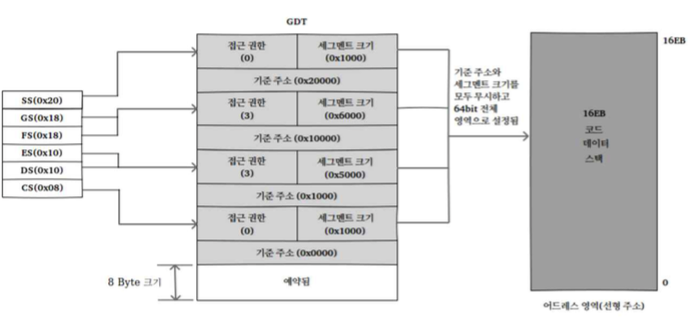 GDT
SS(0x20)
GS(0x18)
FS(0x18)
ES(0x10)
DS(0x10)
CS(0x08)
접근 권한
(0)
세그멘트 크기
(0x1000)
기준 주소 (0x20000)
접근 권한
(3)
세그멘트 크기
(0x6000)
기준 주소 (0x10000)
접근 권한
(3)
세그멘트 크기
(0x5000)
기준 주소 (0x1000)
접근 권한
(0)
세그멘트 크기
(0x1000)
기준 주소 (0x0000)
예약됨
8 Byte 크기
기준 주소와
세그멘트 크기를
모두 무시하고
64bit 전체
영역으로 설정됨
16EB
16EB
코드
데이터
스택
0
어드레스 영역(선형 주소)